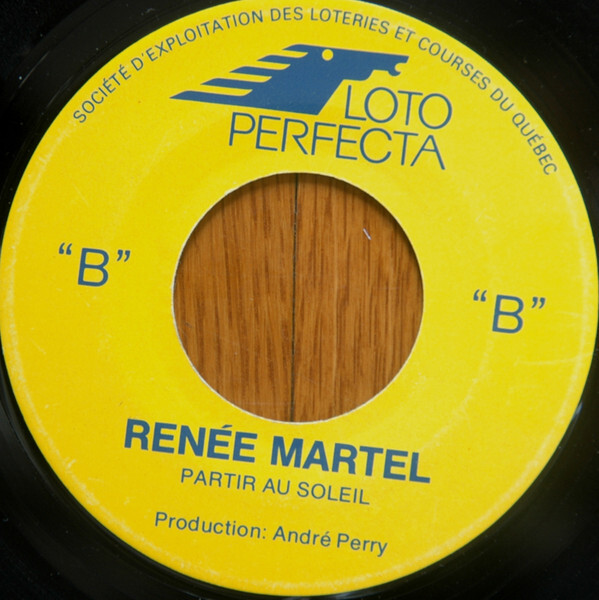 SOCIÉTÉ D'EXPLOITATION DES LOTERIES ET COURSES DU QUÉBEC
LOTO
PERFECTA
"B"
"B"
RENÉE MARTEL
PARTIR AU SOLEIL
Production: André Perry